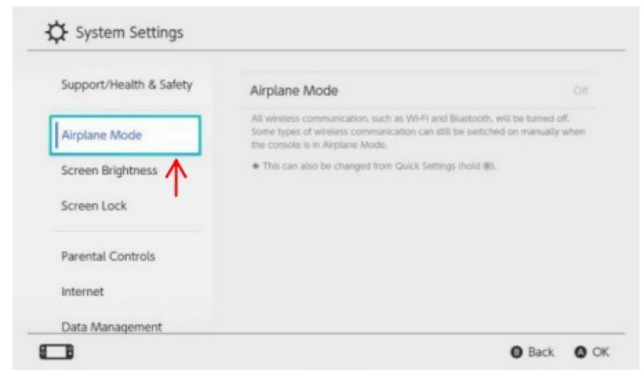 System Settings
Support/Health & Safety
Airplane Mode
Screen Brightness
Screen Lock
Parental Controls
Internet
Data Management
Airplane Mode Off
All wireless communication, such as Wi-Fi and Bluetooth, will be turned off.
Some types of wireless communication can still be switched on manually when
the console is in Airplane Mode.
This can also be changed from Quick Settings (hold ).
B Back A OK